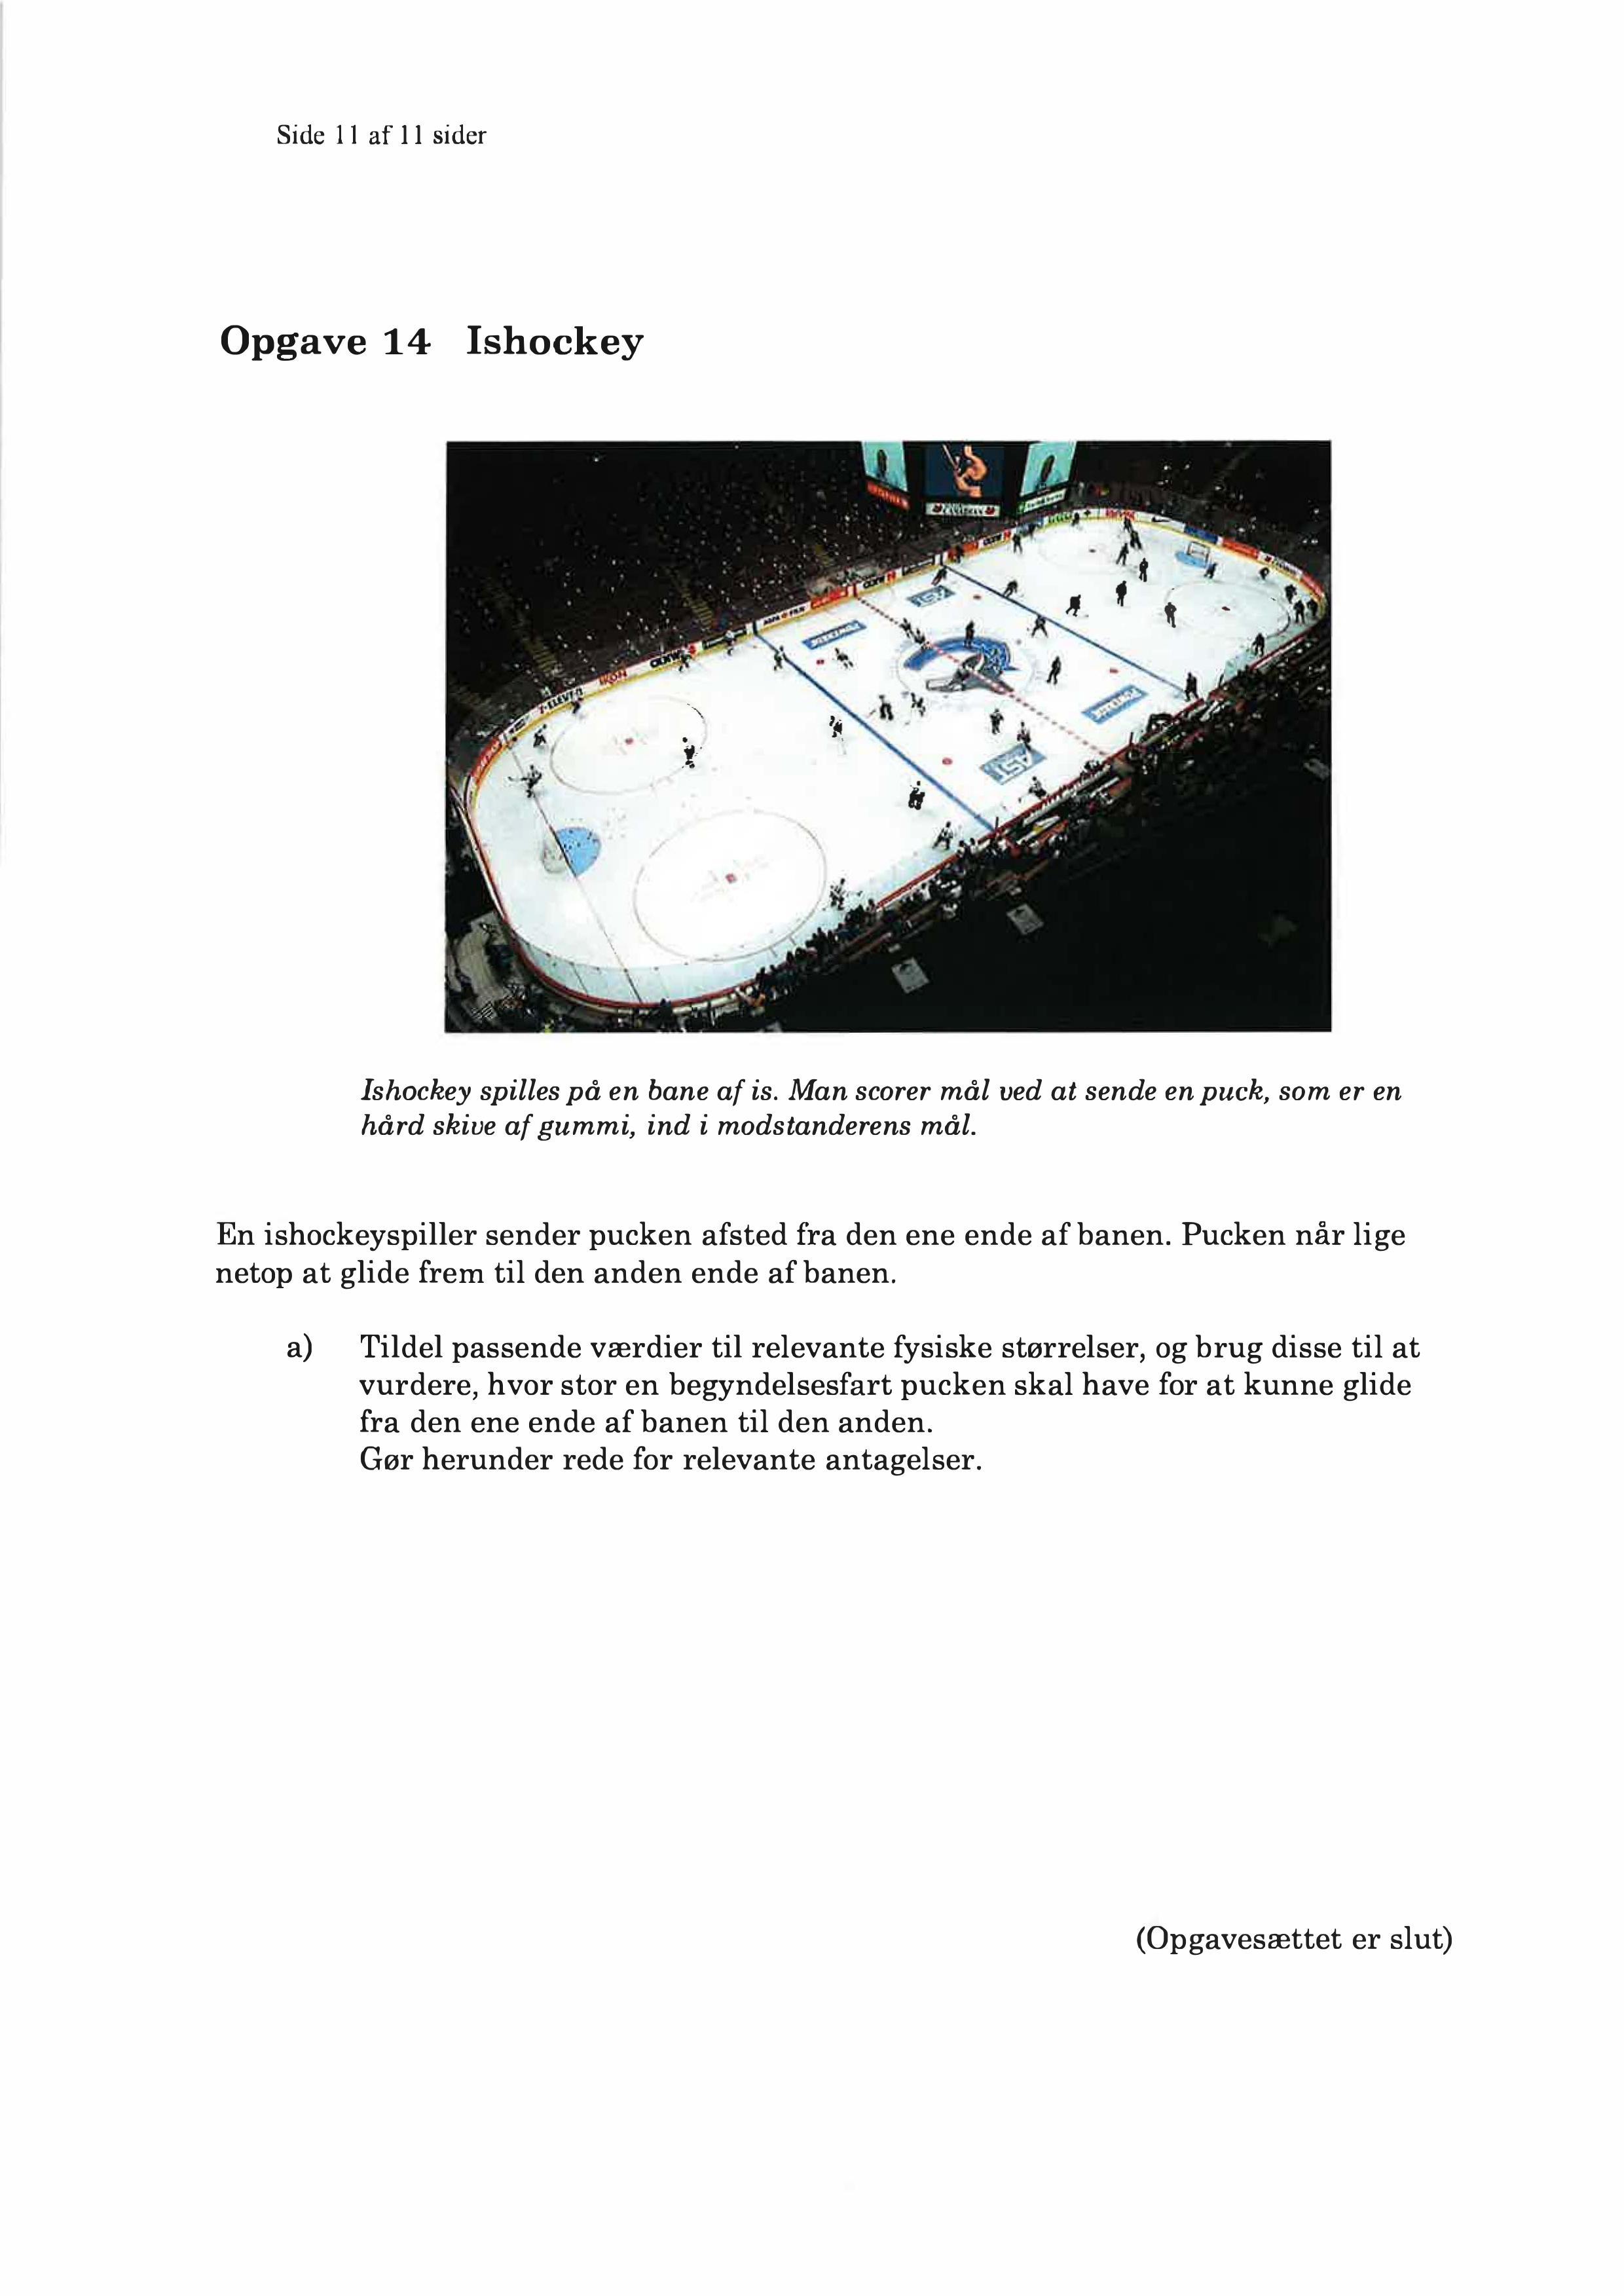 Side 11 af 11 sider
Opgave 14 Ishockey
Ishockey spilles på en bane af is. Man scorer mål ved at sende en puck, som er en
hård skive af gummi, ind i modstanderens mål.
En ishockeyspiller sender pucken afsted fra den ene ende af banen. Pucken når lige
netop at glide frem til den anden ende af banen.
a) Tildel passende værdier til relevante fysiske størrelser, og brug disse til at
vurdere, hvor stor en begyndelsesfart pucken skal have for at kunne glide
fra den ene ende af banen til den anden.
Gør herunder rede for relevante antagelser.
(Opgavesættet er slut)